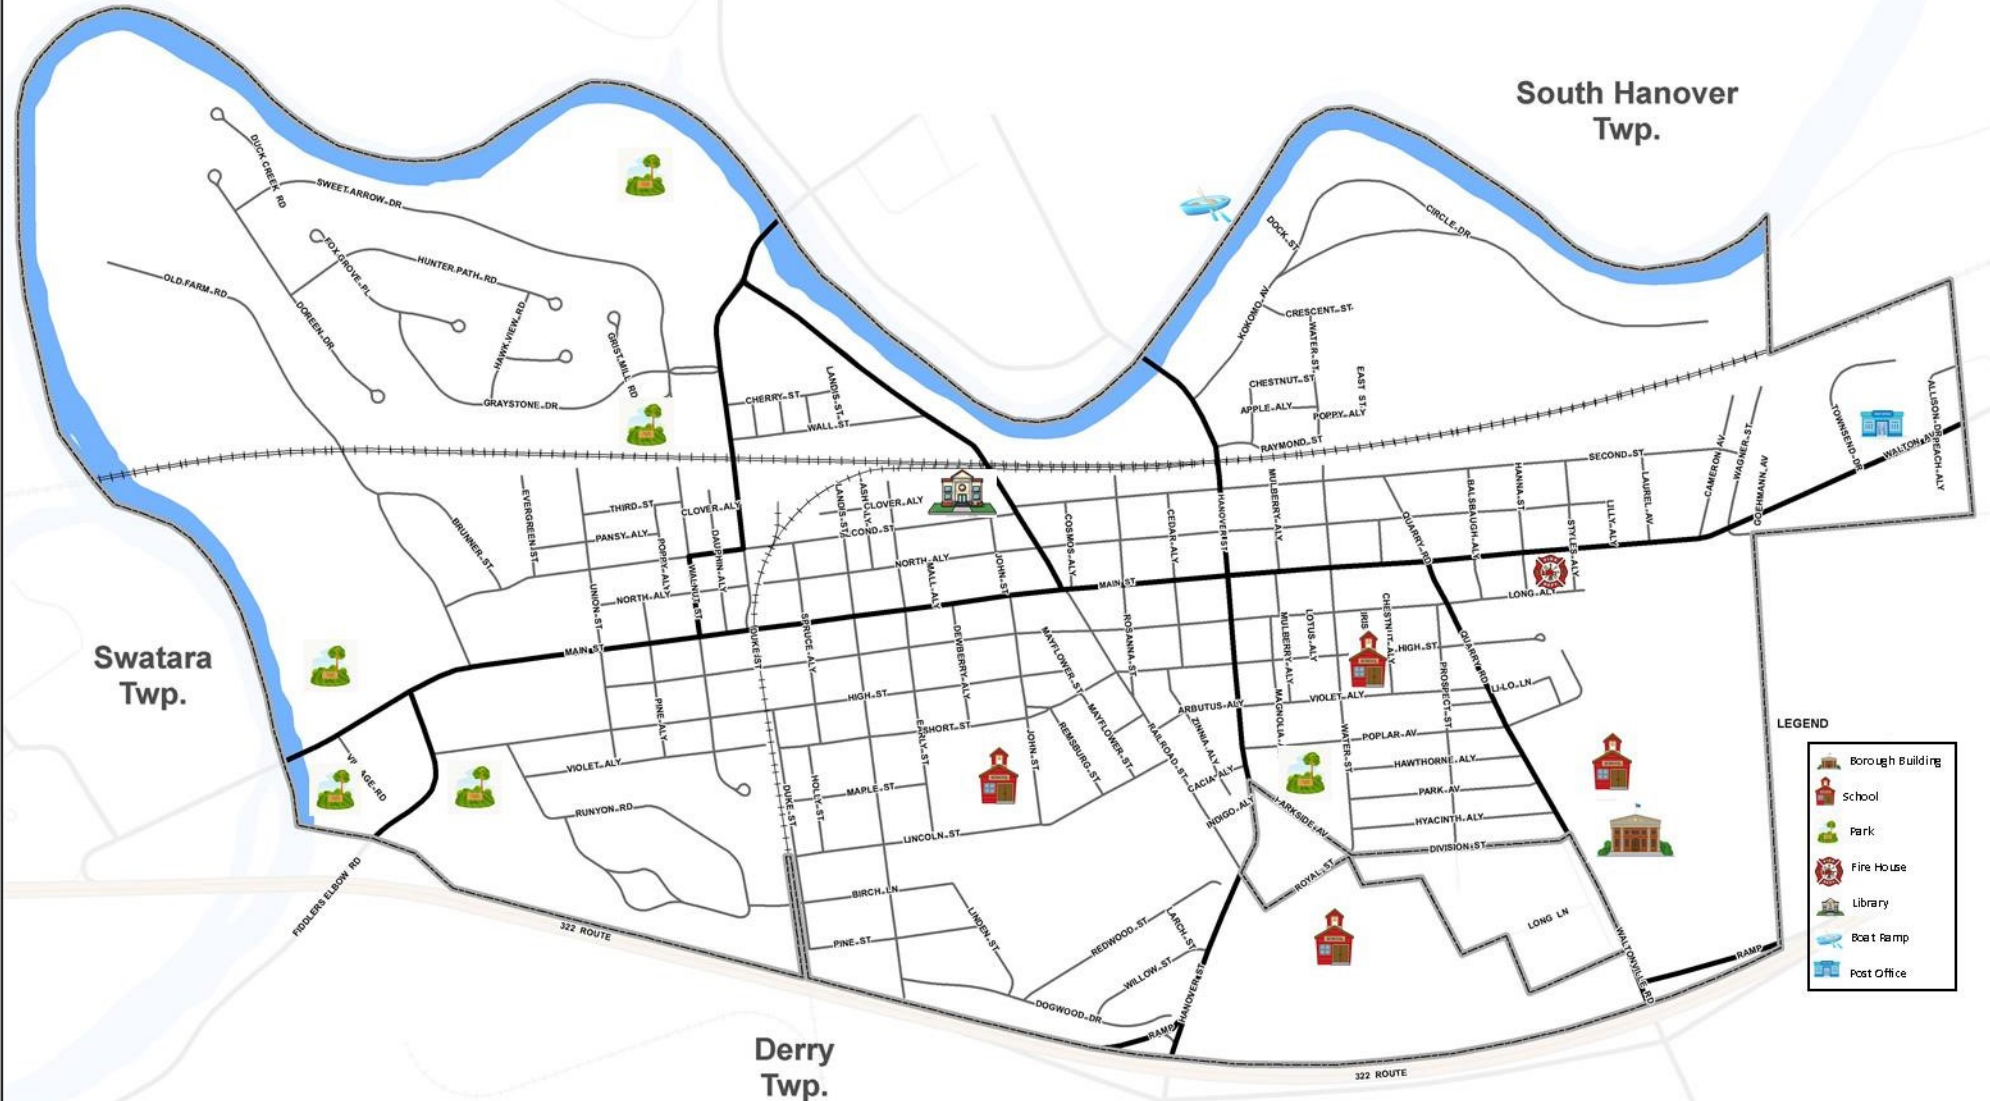 South Hanover
Twp.
DUCK CREEK RD
SWEET ARROW DR
FOX GROVE PL
HUNTER PATH RD
OLD FARM RD
DOREEN DR
HAWK VIEW RD
GRIST MILL RD
GRAYSTONE DR
CIRCLE DR
DOCK ST
KOKOMO AV
CRESCENT ST
WATER ST
CHESTNUT ST
EAST ST
APPLE ALY
POPPY ALY
RAYMOND ST
CHERRY ST
LANDIS ST
WALL ST
TOWNSEND DR
ALLISON DR
WALTON AV
PEACH ALY
SECOND ST
CAMERON AV
WAGNER ST
GOEHMANN AV
BRUNNER ST
EVERGREEN ST
THIRD ST
CLOVER ALY
PANSY ALY
POPPY ALY
DAUPHIN ALY
WALNUT ST
UNION ST
NORTH ALY
LANDIS ST
ASH ALY
CLOVER ALY
COND ST
NORTH ALY
MALL ALY
JOHN ST
COSMOS ALY
CEDAR ALY
HANOVER ST
MULBERRY ALY
QUARRY RD
BALSBAUGH ALY
HANNA ST
STYLES ALY
LILLY ALY
LAUREL AV
MAIN ST
LONG ALY
MAIN ST
DUKE ST
SPRUCE ALY
DEWBERRY ALY
MAYFLOWER ST
ROSANNA ST
MULBERRY ALY
LOTUS ALY
IRIS
CHESTNUT ALY
HIGH ST
QUARRY RD
PROSPECT ST
LI-LO LN
VIOLET ALY
ARBUTUS ALY
MAGNOLIA
WATER ST
POPLAR AV
HAWTHORNE ALY
PARK AV
HYACINTH ALY
DIVISION ST
PARKSIDE AV
ROYAL ST
INDIGO ALY
CACIA ALY
ZINNIA ALY
RAILROAD ST
MAYFLOWER ST
REMSBURG ST
JOHN ST
SHORT ST
EARLY ST
HIGH ST
PINE ALY
VIOLET ALY
MAPLE ST
HOLLY ST
DUKE ST
LINCOLN ST
RUNYON RD
BIRCH LN
PINE ST
LINDEN ST
REDWOOD ST
LARCH ST
WILLOW ST
DOGWOOD DR
HANOVER ST
RAMP
LONG LN
WALTONVILLE RD
RAMP
FIDLERS ELBOW RD
322 ROUTE
322 ROUTE
Swatara
Twp.
Derry
Twp.
LEGEND
Borough Building
School
Park
Fire House
Library
Boat Ramp
Post Office